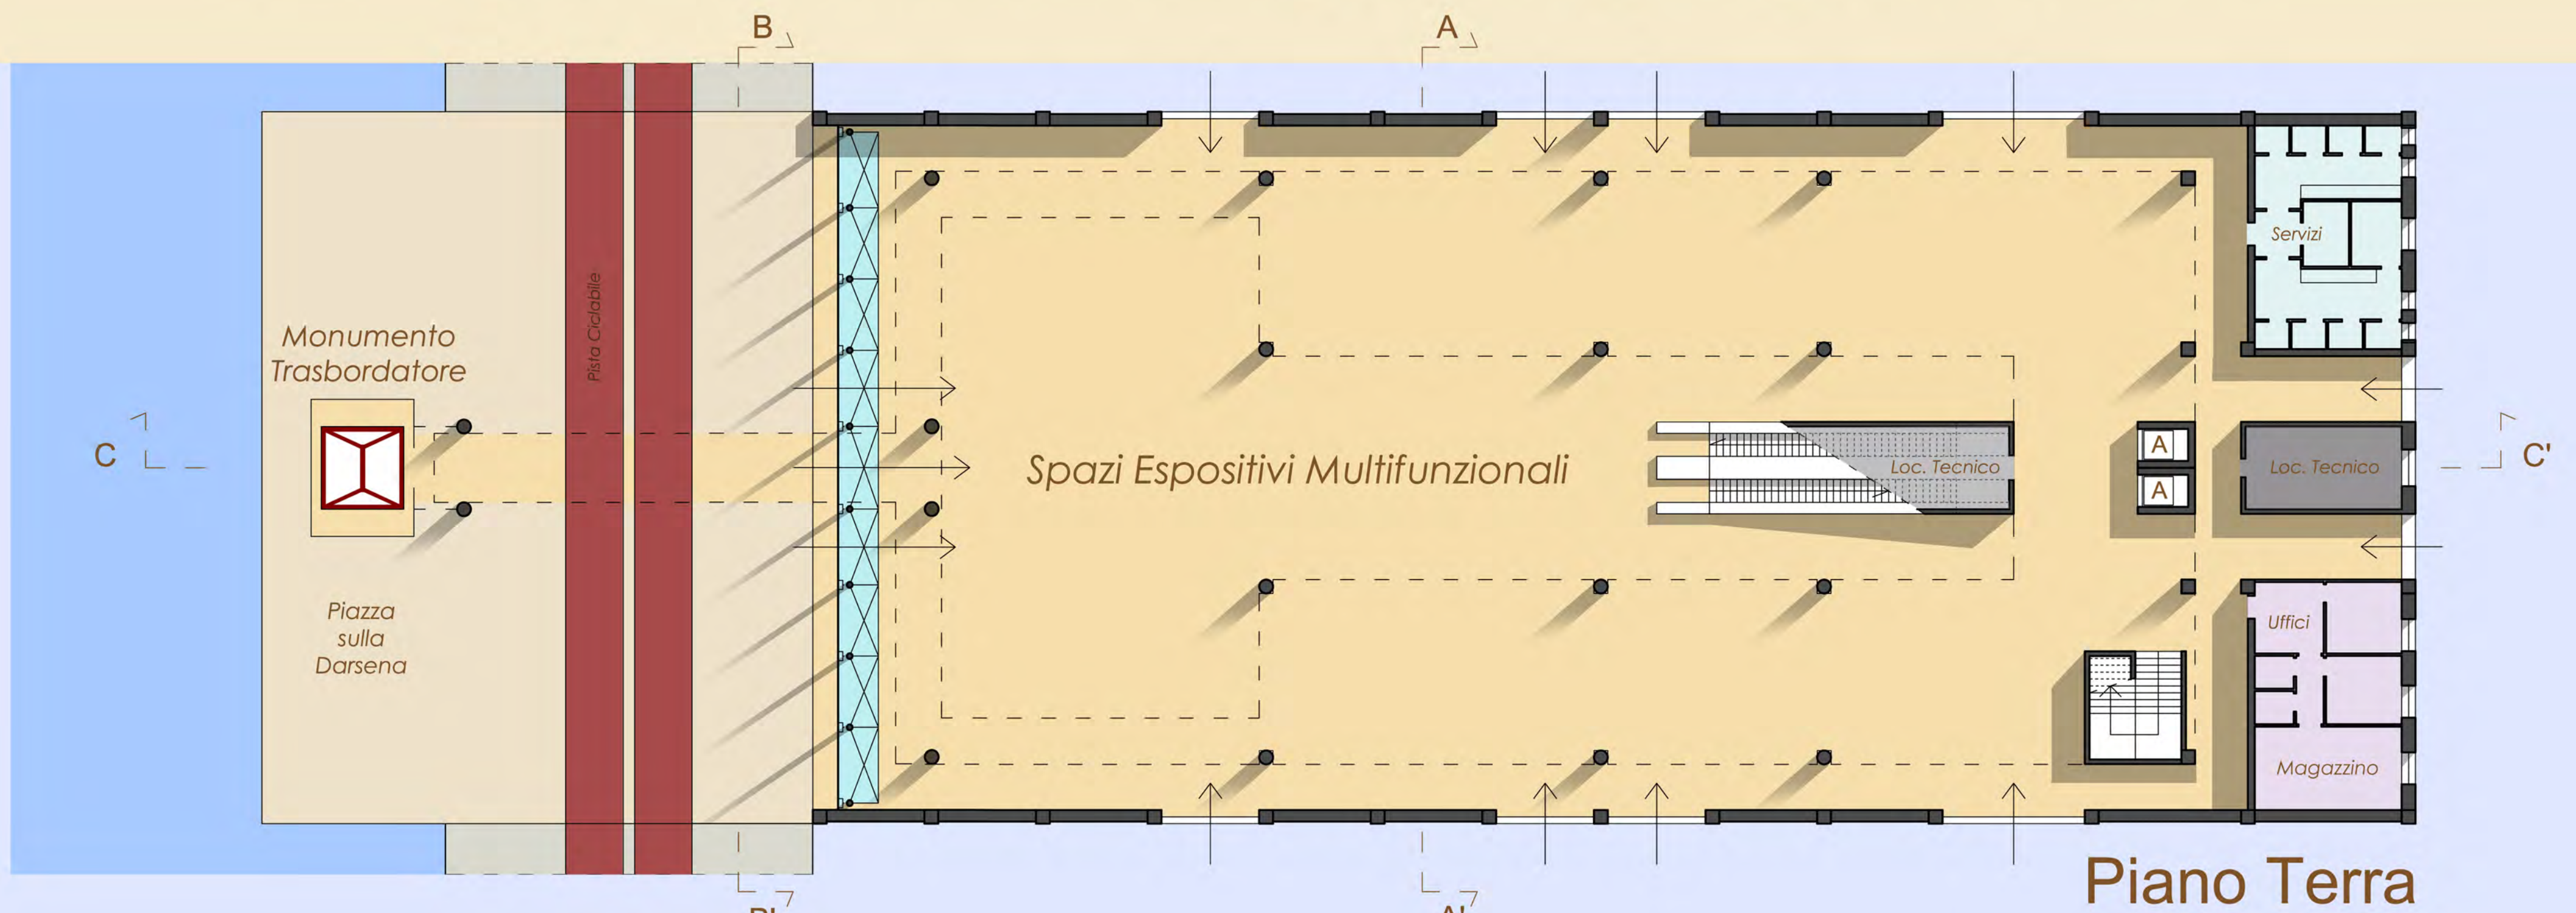 B
A
Servizi
Pista Ciclabile
Monumento
Trasbordatore
C
C'
Spazi Espositivi Multifunzionali
Loc. Tecnico
A
A
Loc. Tecnico
Piazza
sulla
Darsena
Uffici
Magazzino
Piano Terra
B'
A'